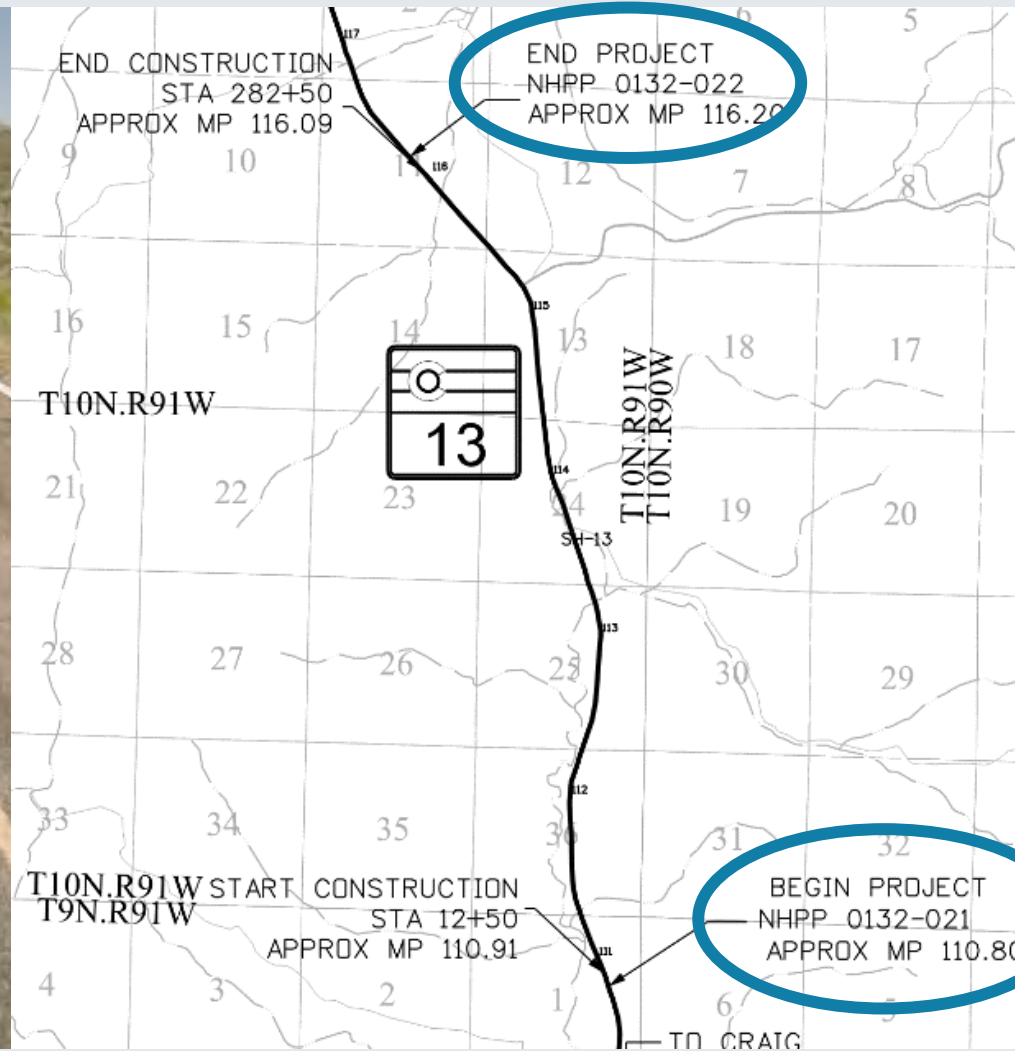 2
6
5
117
END CONSTRUCTION
STA 282+50
APPROX MP 116.09
END PROJECT
NHPP 0132-022
APPROX MP 116.20
9
10
11
116
12
7
8
16
15
14
115
13
18
17
T10N.R91W
13
T10N.R91W
T10N.R90W
21
22
23
114
24
19
20
SH-13
113
28
27
26
25
30
29
112
33
34
35
36
31
32
T10N.R91W
T9N.R91W
START CONSTRUCTION
STA 12+50
APPROX MP 110.91
BEGIN PROJECT
NHPP 0132-021
APPROX MP 110.80
4
3
2
1
6
5
TO CRAIG